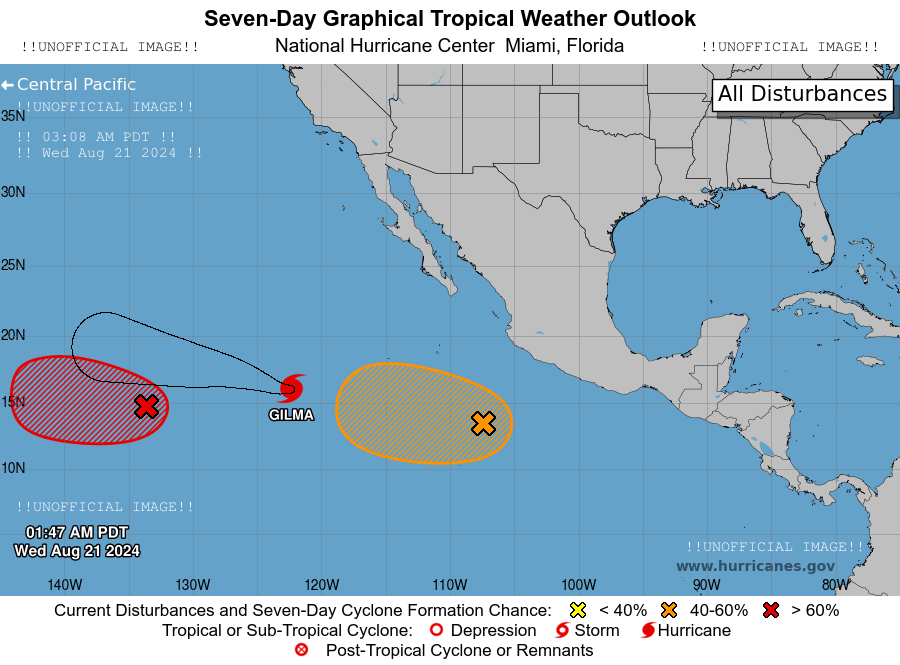 Seven-Day Graphical Tropical Weather Outlook
!!UNOFFICIAL IMAGE!! National Hurricane Center Miami, Florida !!UNOFFICIAL IMAGE!!
Central Pacific
All Disturbances
!!UNOFFICIAL IMAGE!!
35N
!! 03:08 AM PDT !!
!! Wed Aug 21 2024 !!
30N
25N
20N
15N
GILMA
10N
!!UNOFFICIAL IMAGE!!
01:47 AM PDT
Wed Aug 21 2024
!!UNOFFICIAL IMAGE!!
www.hurricanes.gov
140W 130W 120W 110W 100W 90W 80W
Current Disturbances and Seven-Day Cyclone Formation Chance: < 40% 40-60% > 60%
Tropical or Sub-Tropical Cyclone: Depression Storm Hurricane
Post-Tropical Cyclone or Remnants